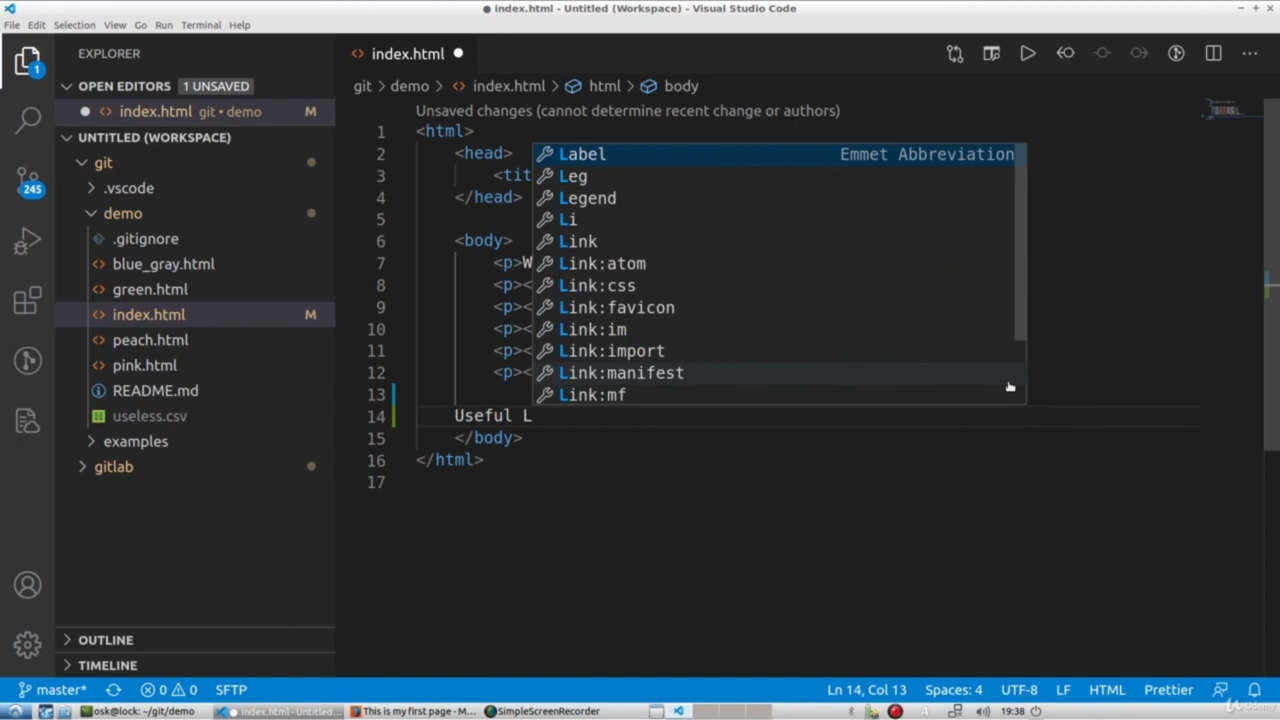 index.html - Untitled (Workspace) - Visual Studio Code
File Edit Selection View Go Run Terminal Help
EXPLORER
index.html
OPEN EDITORS 1 UNSAVED
git > demo > index.html > html > body
index.html git • demo M
Unsaved changes (cannot determine recent change or authors)
UNTITLED (WORKSPACE)
git
.vscode
demo
.gitignore
blue_gray.html
green.html
index.html M
peach.html
pink.html
README.md
useless.csv
examples
gitlab
1
245
1 <html>
2 <head>
3 <tit
4 </head>
5
6 <body>
7 <p>W
8 <p><
9 <p><
10 <p><
11 <p><
12 <p><
13
14 Useful L
15 </body>
16 </html>
17
Label Emmet Abbreviation
Leg
Legend
Li
Link
Link:atom
Link:css
Link:favicon
Link:im
Link:import
Link:manifest
Link:mf
OUTLINE
TIMELINE
master* 0 0 SFTP Ln 14, Col 13 Spaces: 4 UTF-8 LF HTML Prettier
osk@lock: ~/git/demo index.html - Untitled... This is my first page - M... SimpleScreenRecorder 19:38
Udemy